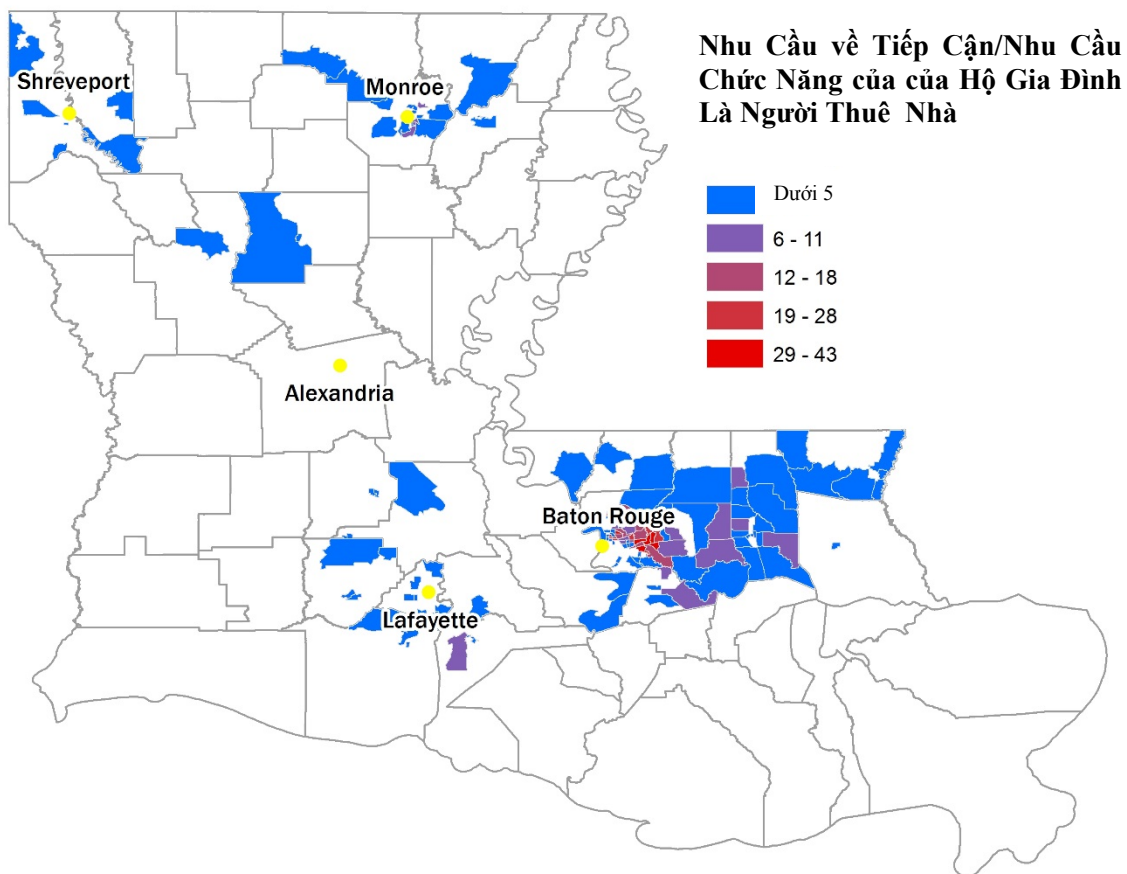 Nhu Cầu về Tiếp Cận/Nhu Cầu
Chức Năng của của Hộ Gia Đình
Là Người Thuê Nhà
Shreveport
Monroe
Dưới 5
6 - 11
12 - 18
19 - 28
29 - 43
Alexandria
Baton Rouge
Lafayette